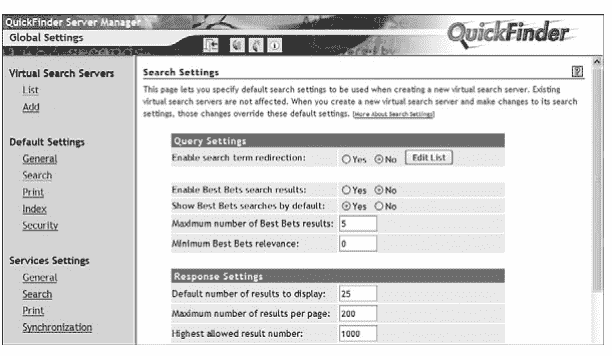 QuickFinder Server Manager
Global Settings
QuickFinder
Virtual Search Servers
List
Add
Default Settings
General
Search
Print
Index
Security
Services Settings
General
Search
Print
Synchronization
Search Settings
This page lets you specify default search settings to be used when creating a new virtual search server. Existing
virtual search servers are not affected. When you create a new virtual search server and make changes to its search
settings, those changes override these default settings. [More About Search Settings]
Query Settings
Enable search term redirection: Yes No Edit List
Enable Best Bets search results: Yes No
Show Best Bets searches by default: Yes No
Maximum number of Best Bets results: 5
Minimum Best Bets relevance: 0
Response Settings
Default number of results to display: 25
Maximum number of results per page: 200
Highest allowed result number: 1000